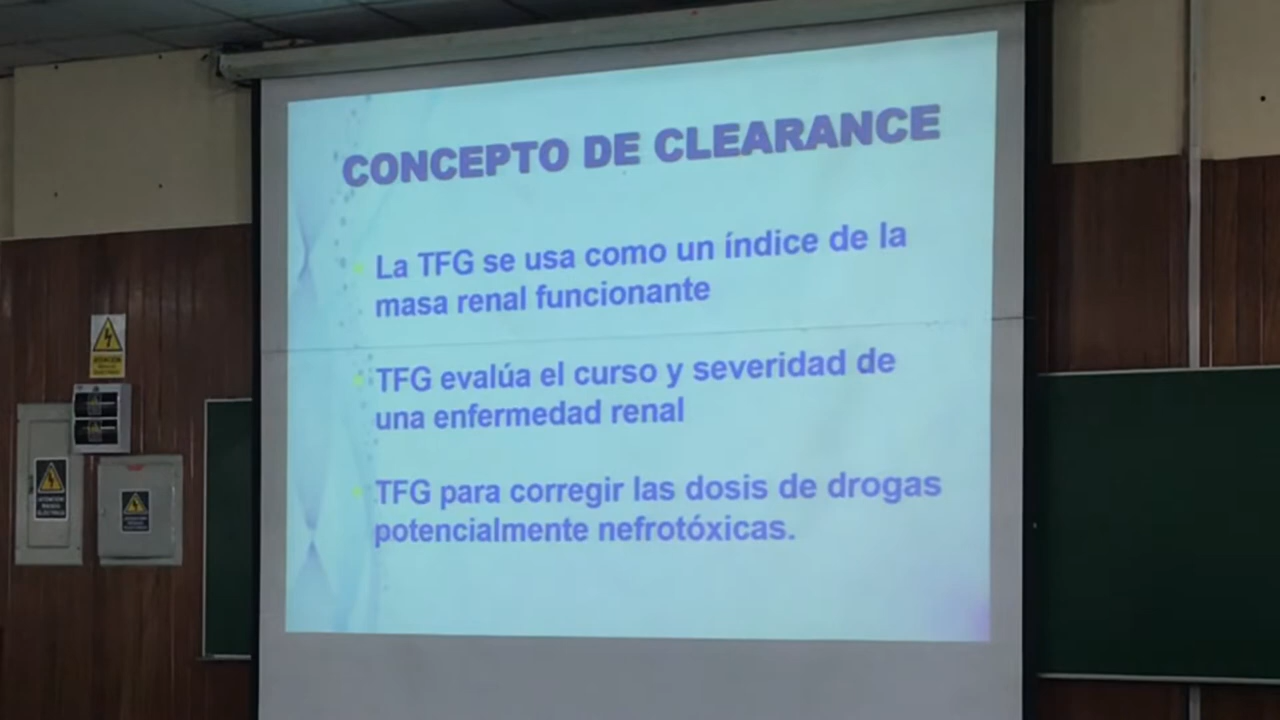 CONCEPTO DE CLEARANCE
La TFG se usa como un índice de la
masa renal funcionante
TFG evalúa el curso y severidad de
una enfermedad renal
TFG para corregir las dosis de drogas
potencialmente nefrotóxicas.
ATENCION